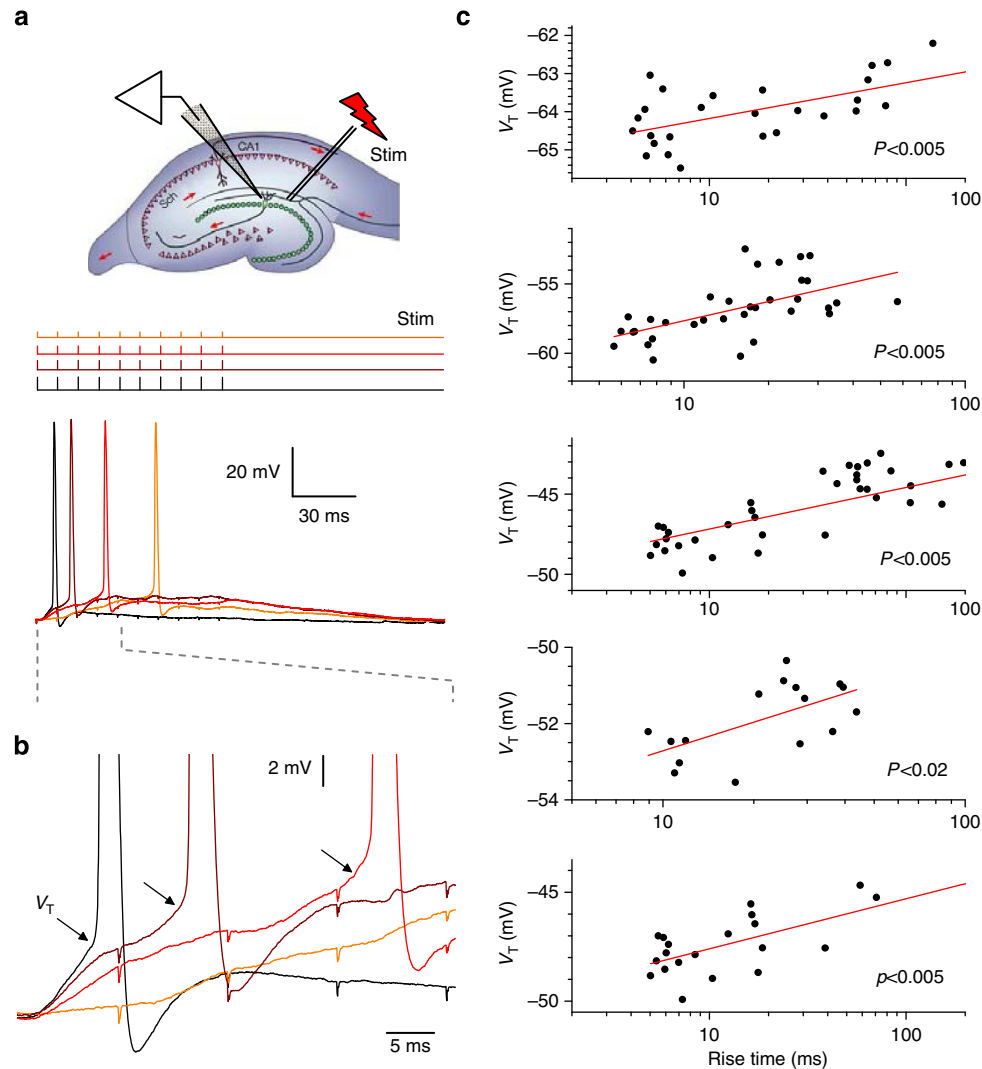 a
CA1
Sch
Stim
Stim
20 mV
30 ms
b
2 mV
V_T
5 ms
c
−62
−63
−64
−65
V_T (mV)
P<0.005
10
100
−55
−60
V_T (mV)
P<0.005
10
100
−45
−50
V_T (mV)
P<0.005
10
100
−50
−52
−54
V_T (mV)
P<0.02
10
100
−45
−50
V_T (mV)
p<0.005
10
100
Rise time (ms)